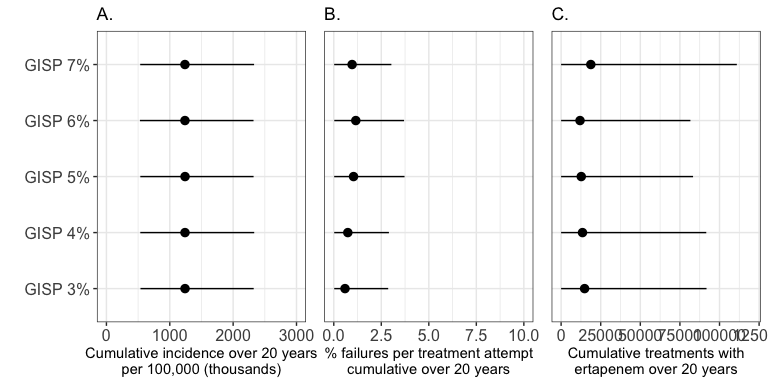 A.
B.
C.
GISP 7%
GISP 6%
GISP 5%
GISP 4%
GISP 3%
0 1000 2000 3000
0.0 2.5 5.0 7.5 10.0
0 25000 50000 75000 100000 1250
Cumulative incidence over 20 years
per 100,000 (thousands)
% failures per treatment attempt
cumulative over 20 years
Cumulative treatments with
ertapenem over 20 years